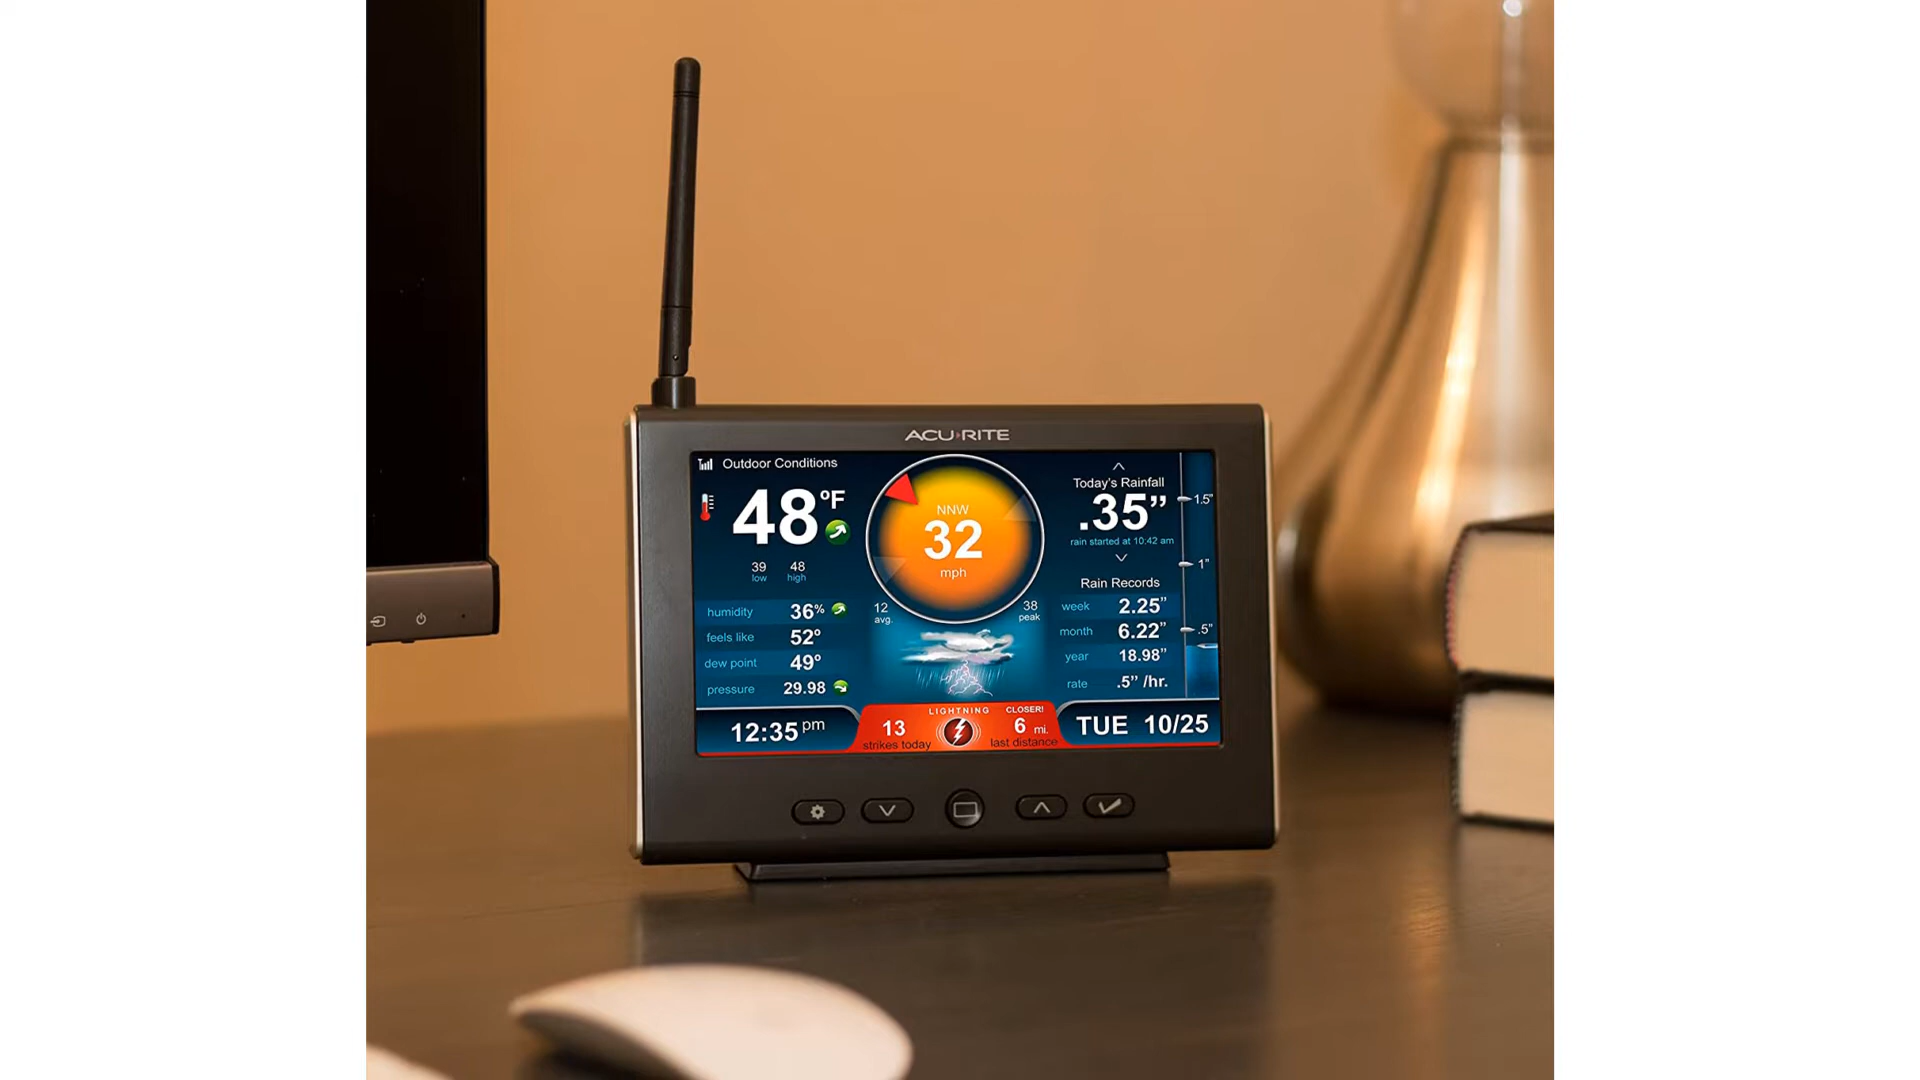 ACU›RITE
Outdoor Conditions
48°F
39 low
48 high
humidity 36%
feels like 52°
dew point 49°
pressure 29.98
12:35 pm
NNW
32
mph
12 avg.
38 peak
LIGHTNING
13
strikes today
CLOSER!
6 mi.
last distance
Today's Rainfall
.35”
rain started at 10:42 am
Rain Records
week 2.25”
month 6.22”
year 18.98”
rate .5” /hr.
1.5”
1”
.5”
TUE 10/25